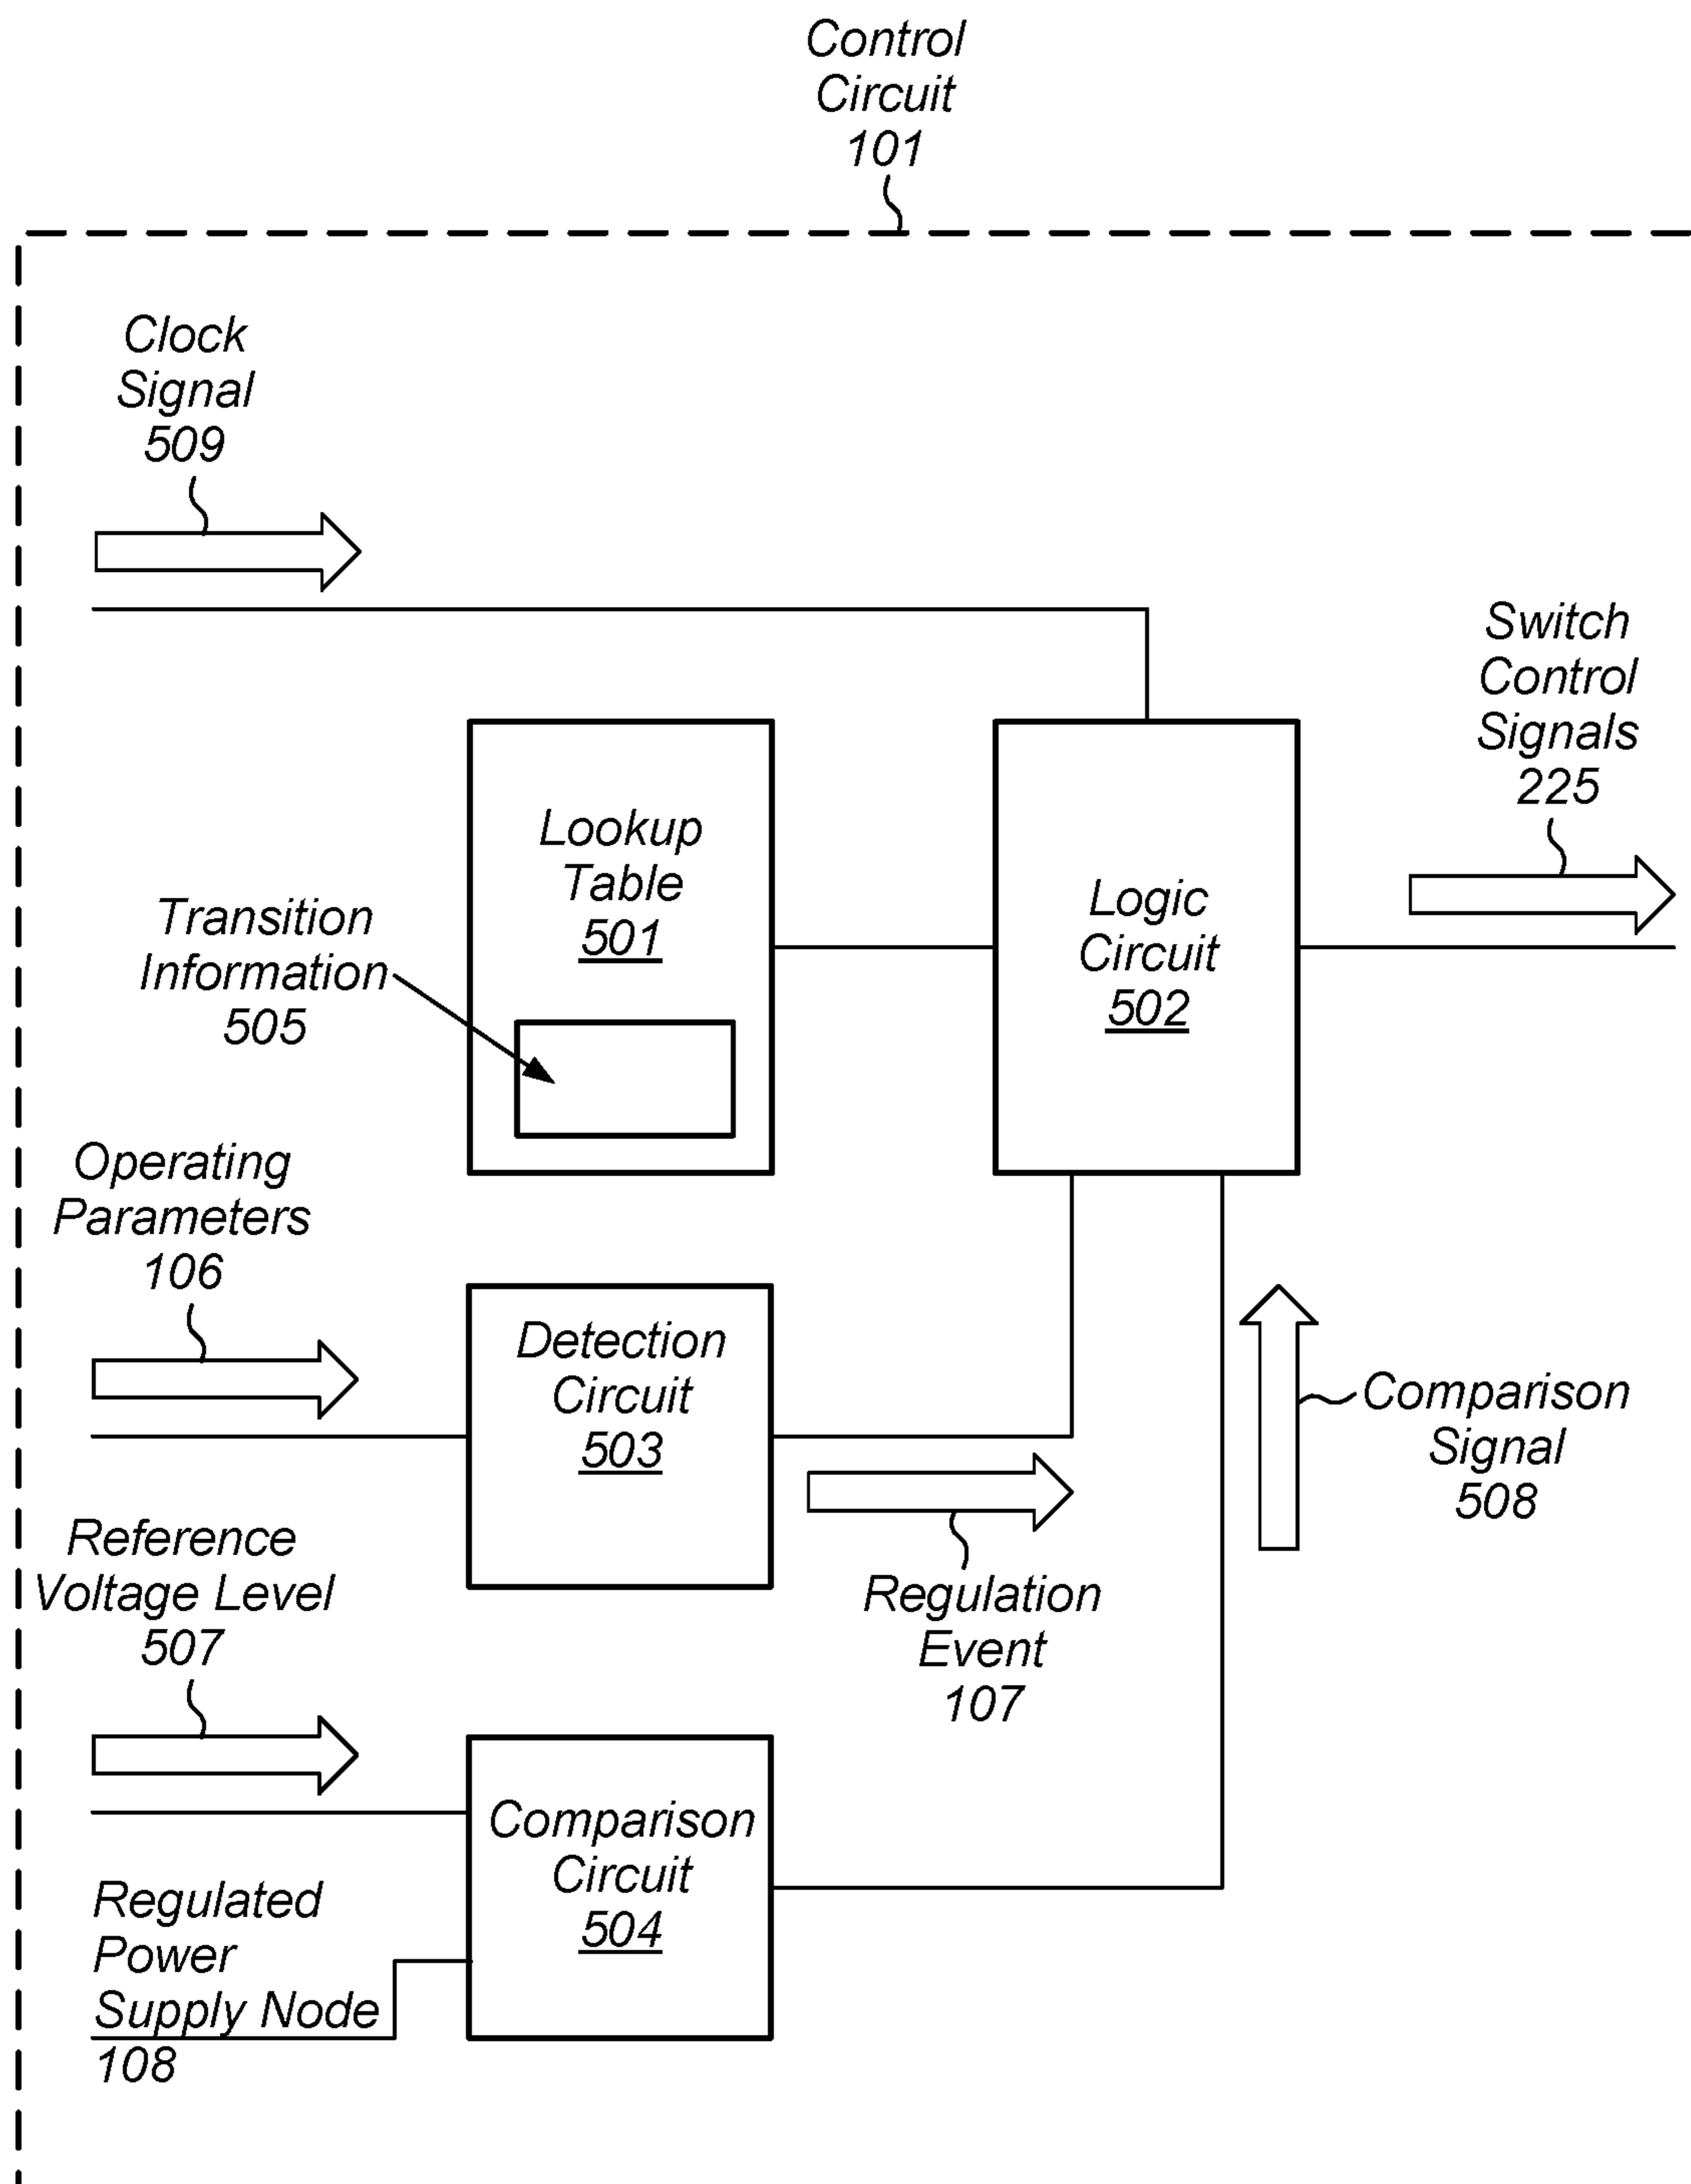 Control
Circuit
101
Clock
Signal
509
Switch
Control
Signals
225
Lookup
Table
501
Transition
Information
505
Logic
Circuit
502
Operating
Parameters
106
Detection
Circuit
503
Comparison
Signal
508
Reference
Voltage Level
507
Regulation
Event
107
Comparison
Circuit
504
Regulated
Power
Supply Node
108